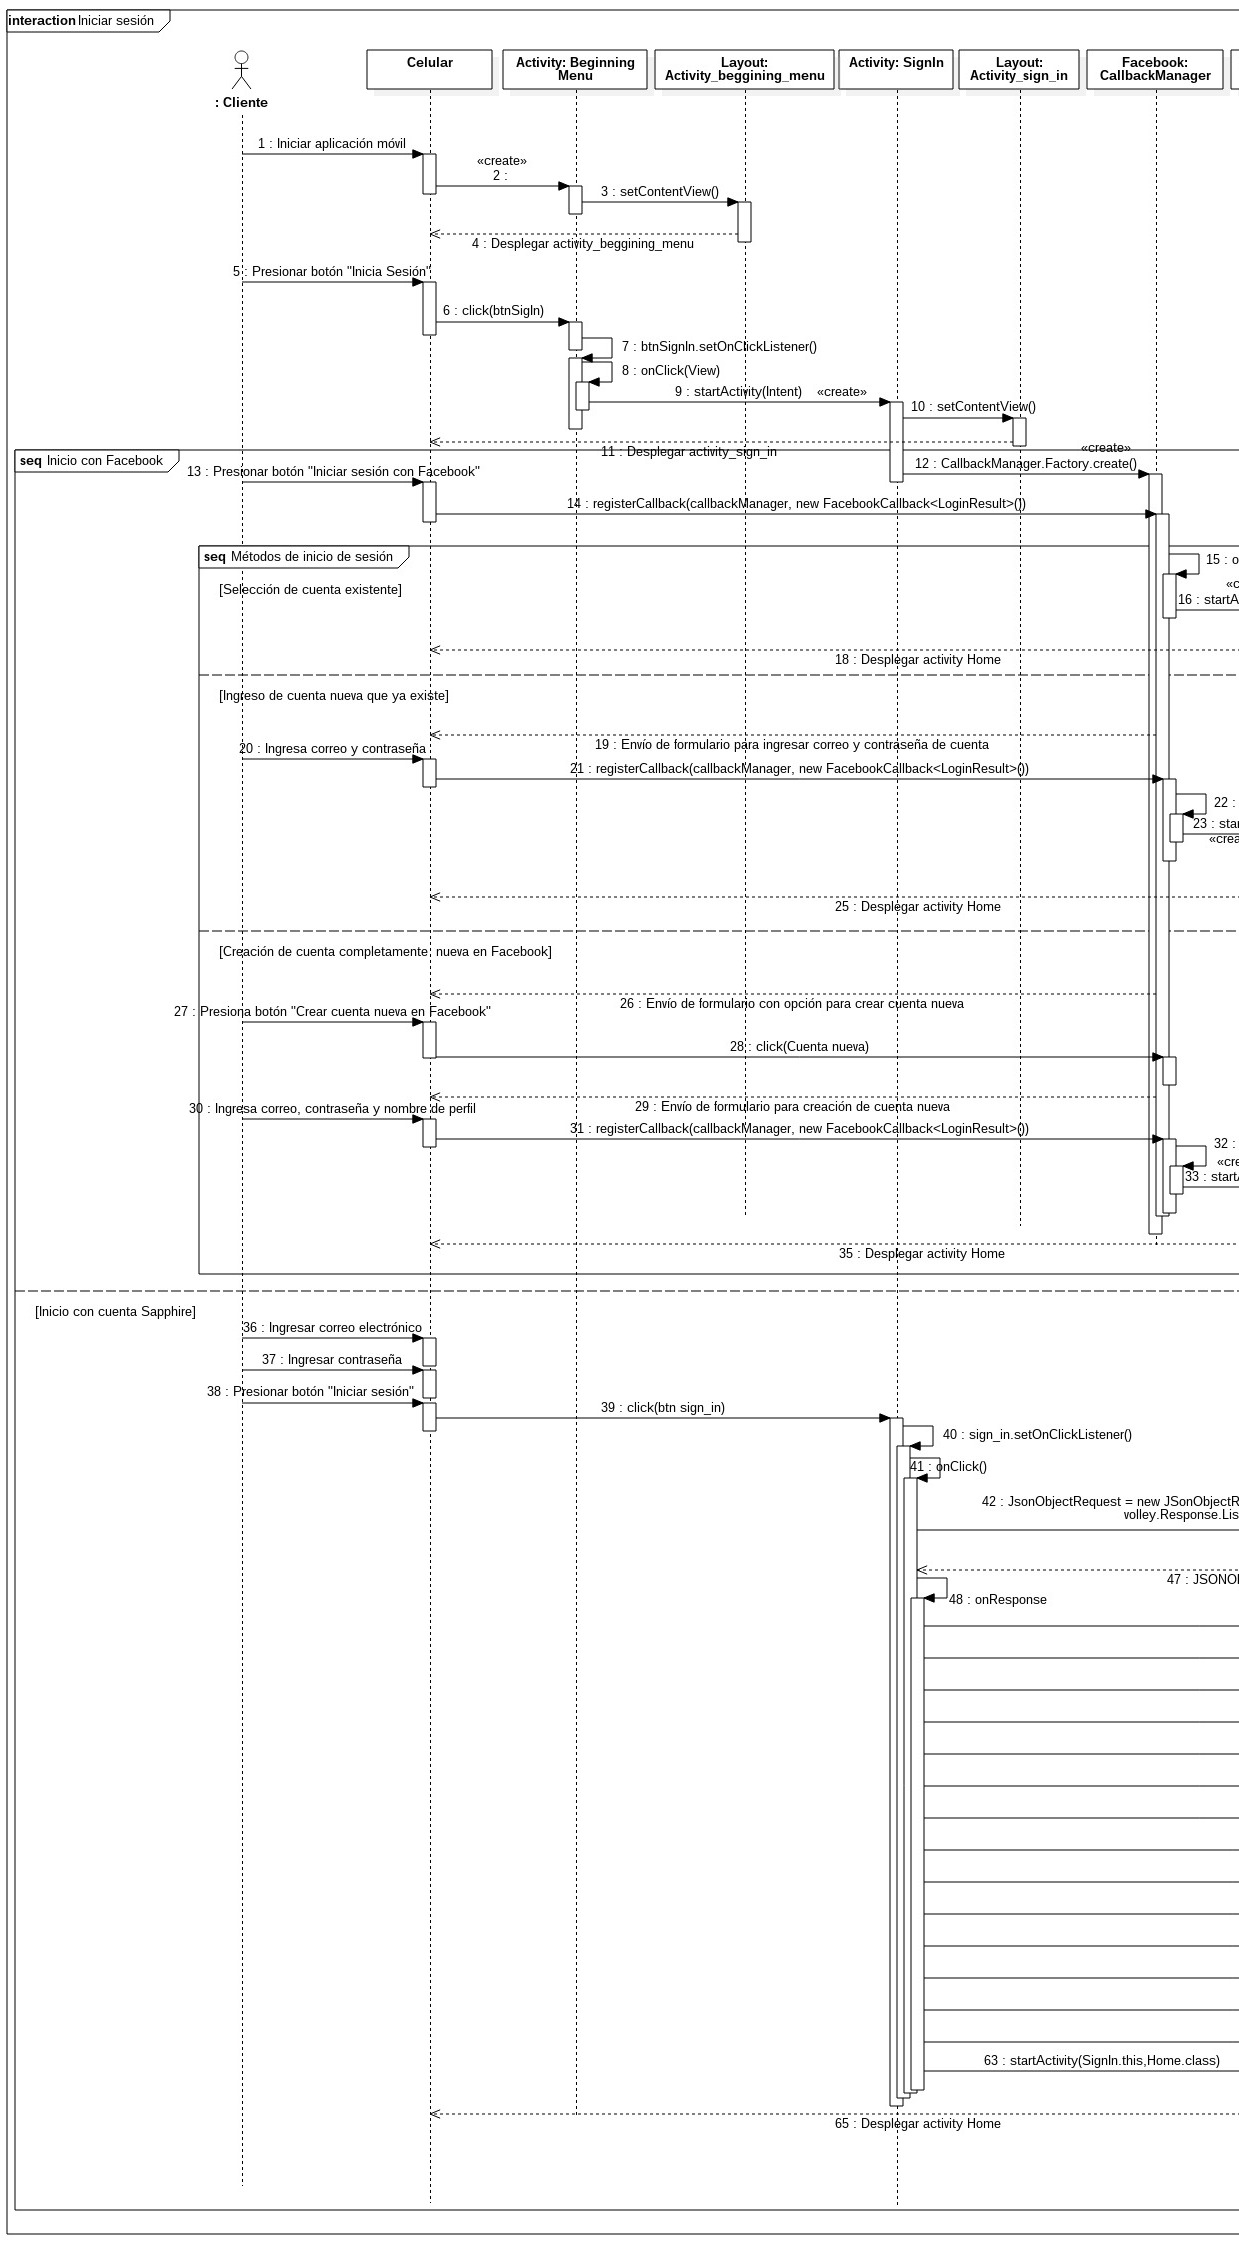 interaction Iniciar sesión
: Cliente
Celular
Activity: Beginning
Menu
Layout:
Activity_beggining_menu
Activity: SignIn
Layout:
Activity_sign_in
Facebook:
CallbackManager
1 : Iniciar aplicación móvil
«create»
2 :
3 : setContentView()
4 : Desplegar activity_beggining_menu
5 : Presionar botón "Inicia Sesión"
6 : click(btnSigIn)
7 : btnSignIn.setOnClickListener()
8 : onClick(View)
9 : startActivity(Intent) «create»
10 : setContentView()
11 : Desplegar activity_sign_in
«create»
12 : CallbackManager.Factory.create()
seq Inicio con Facebook
13 : Presionar botón "Iniciar sesión con Facebook"
14 : registerCallback(callbackManager, new FacebookCallback<LoginResult>())
seq Métodos de inicio de sesión
15 : o
[Selección de cuenta existente]
«c
16 : startA
18 : Desplegar activity Home
[Ingreso de cuenta nueva que ya existe]
19 : Envío de formulario para ingresar correo y contraseña de cuenta
20 : Ingresa correo y contraseña
21 : registerCallback(callbackManager, new FacebookCallback<LoginResult>())
22 :
23 : star
«crea
25 : Desplegar activity Home
[Creación de cuenta completamente nueva en Facebook]
26 : Envío de formulario con opción para crear cuenta nueva
27 : Presiona botón "Crear cuenta nueva en Facebook"
28 : click(Cuenta nueva)
29 : Envío de formulario para creación de cuenta nueva
30 : Ingresa correo, contraseña y nombre de perfil
31 : registerCallback(callbackManager, new FacebookCallback<LoginResult>())
32 :
«cre
33 : startA
35 : Desplegar activity Home
[Inicio con cuenta Sapphire]
36 : Ingresar correo electrónico
37 : Ingresar contraseña
38 : Presionar botón "Iniciar sesión"
39 : click(btn sign_in)
40 : sign_in.setOnClickListener()
41 : onClick()
42 : JsonObjectRequest = new JSonObjectR
volley.Response.Lis
47 : JSONO
48 : onResponse
63 : startActivity(SignIn.this,Home.class)
65 : Desplegar activity Home